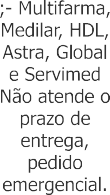 ;- Multifarma,
Medilar, HDL,
Astra, Global
e Servimed
Não atende o
prazo de
entrega,
pedido
emergencial.